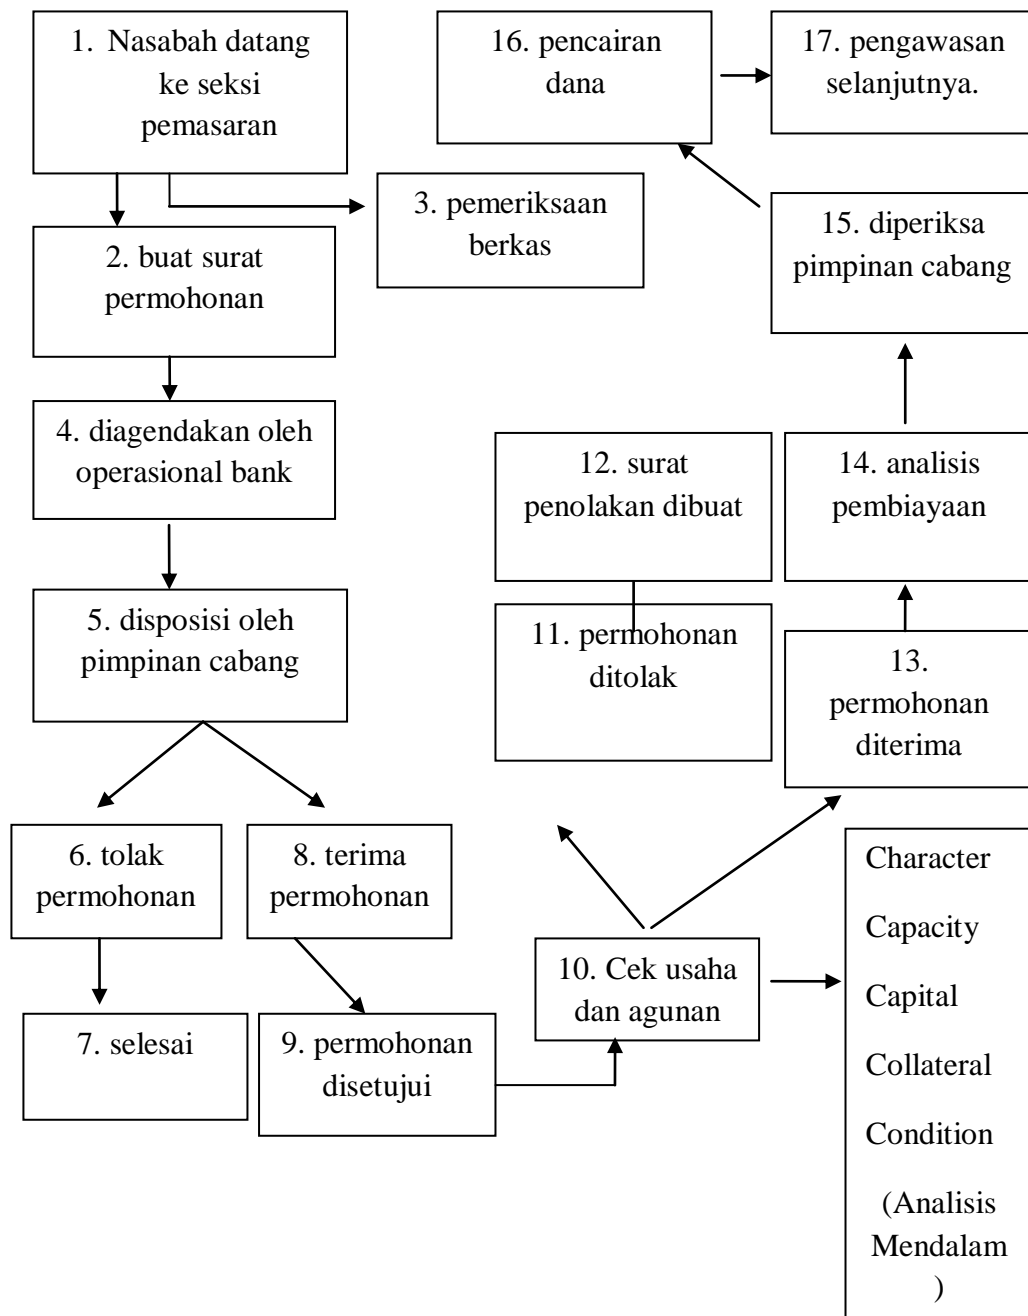 1. Nasabah datang
ke seksi
pemasaran
2. buat surat
permohonan
3. pemeriksaan
berkas
4. diagendakan oleh
operasional bank
5. disposisi oleh
pimpinan cabang
6. tolak
permohonan
7. selesai
8. terima
permohonan
9. permohonan
disetujui
10. Cek usaha
dan agunan
Character
Capacity
Capital
Collateral
Condition
(Analisis
Mendalam
)
11. permohonan
ditolak
12. surat
penolakan dibuat
13.
permohonan
diterima
14. analisis
pembiayaan
15. diperiksa
pimpinan cabang
16. pencairan
dana
17. pengawasan
selanjutnya.